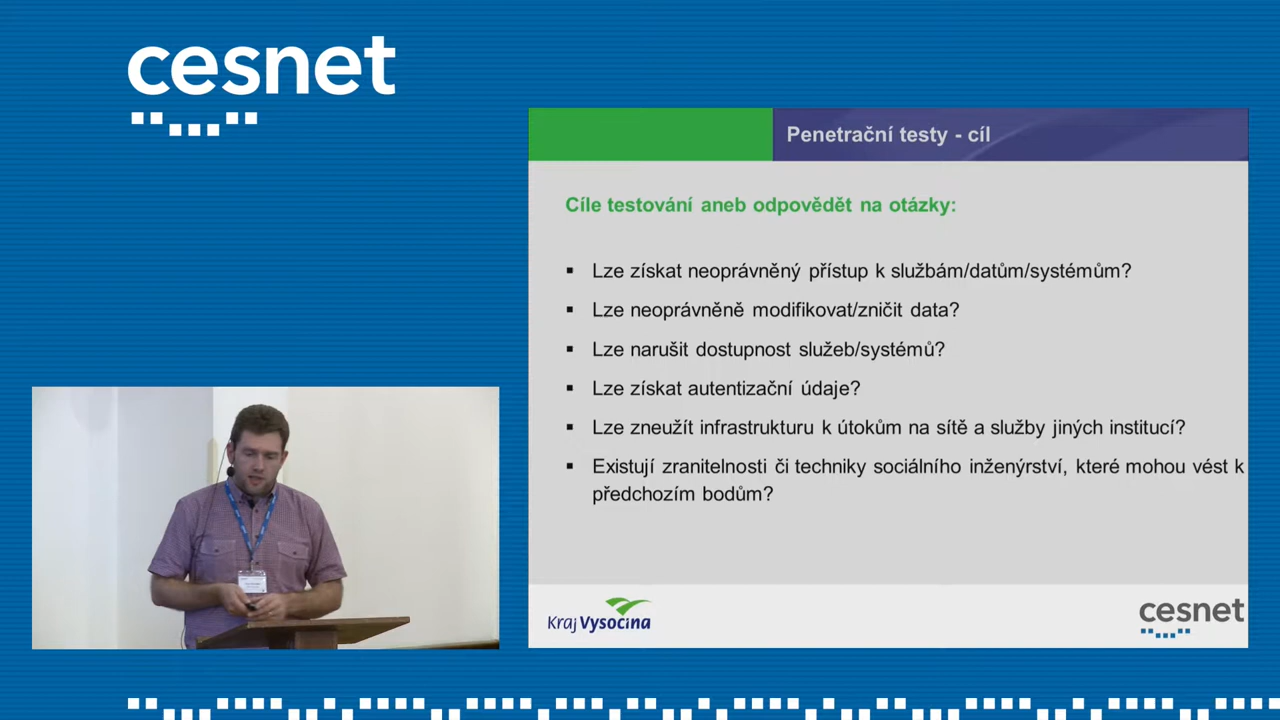 cesnet
Penetrační testy - cíl
Cíle testování aneb odpovědět na otázky:
▪ Lze získat neoprávněný přístup k službám/datům/systémům?
▪ Lze neoprávněně modifikovat/zničit data?
▪ Lze narušit dostupnost služeb/systémů?
▪ Lze získat autentizační údaje?
▪ Lze zneužít infrastrukturu k útokům na sítě a služby jiných institucí?
▪ Existují zranitelnosti či techniky sociálního inženýrství, které mohou vést k
předchozím bodům?
Kraj Vysočina
cesnet